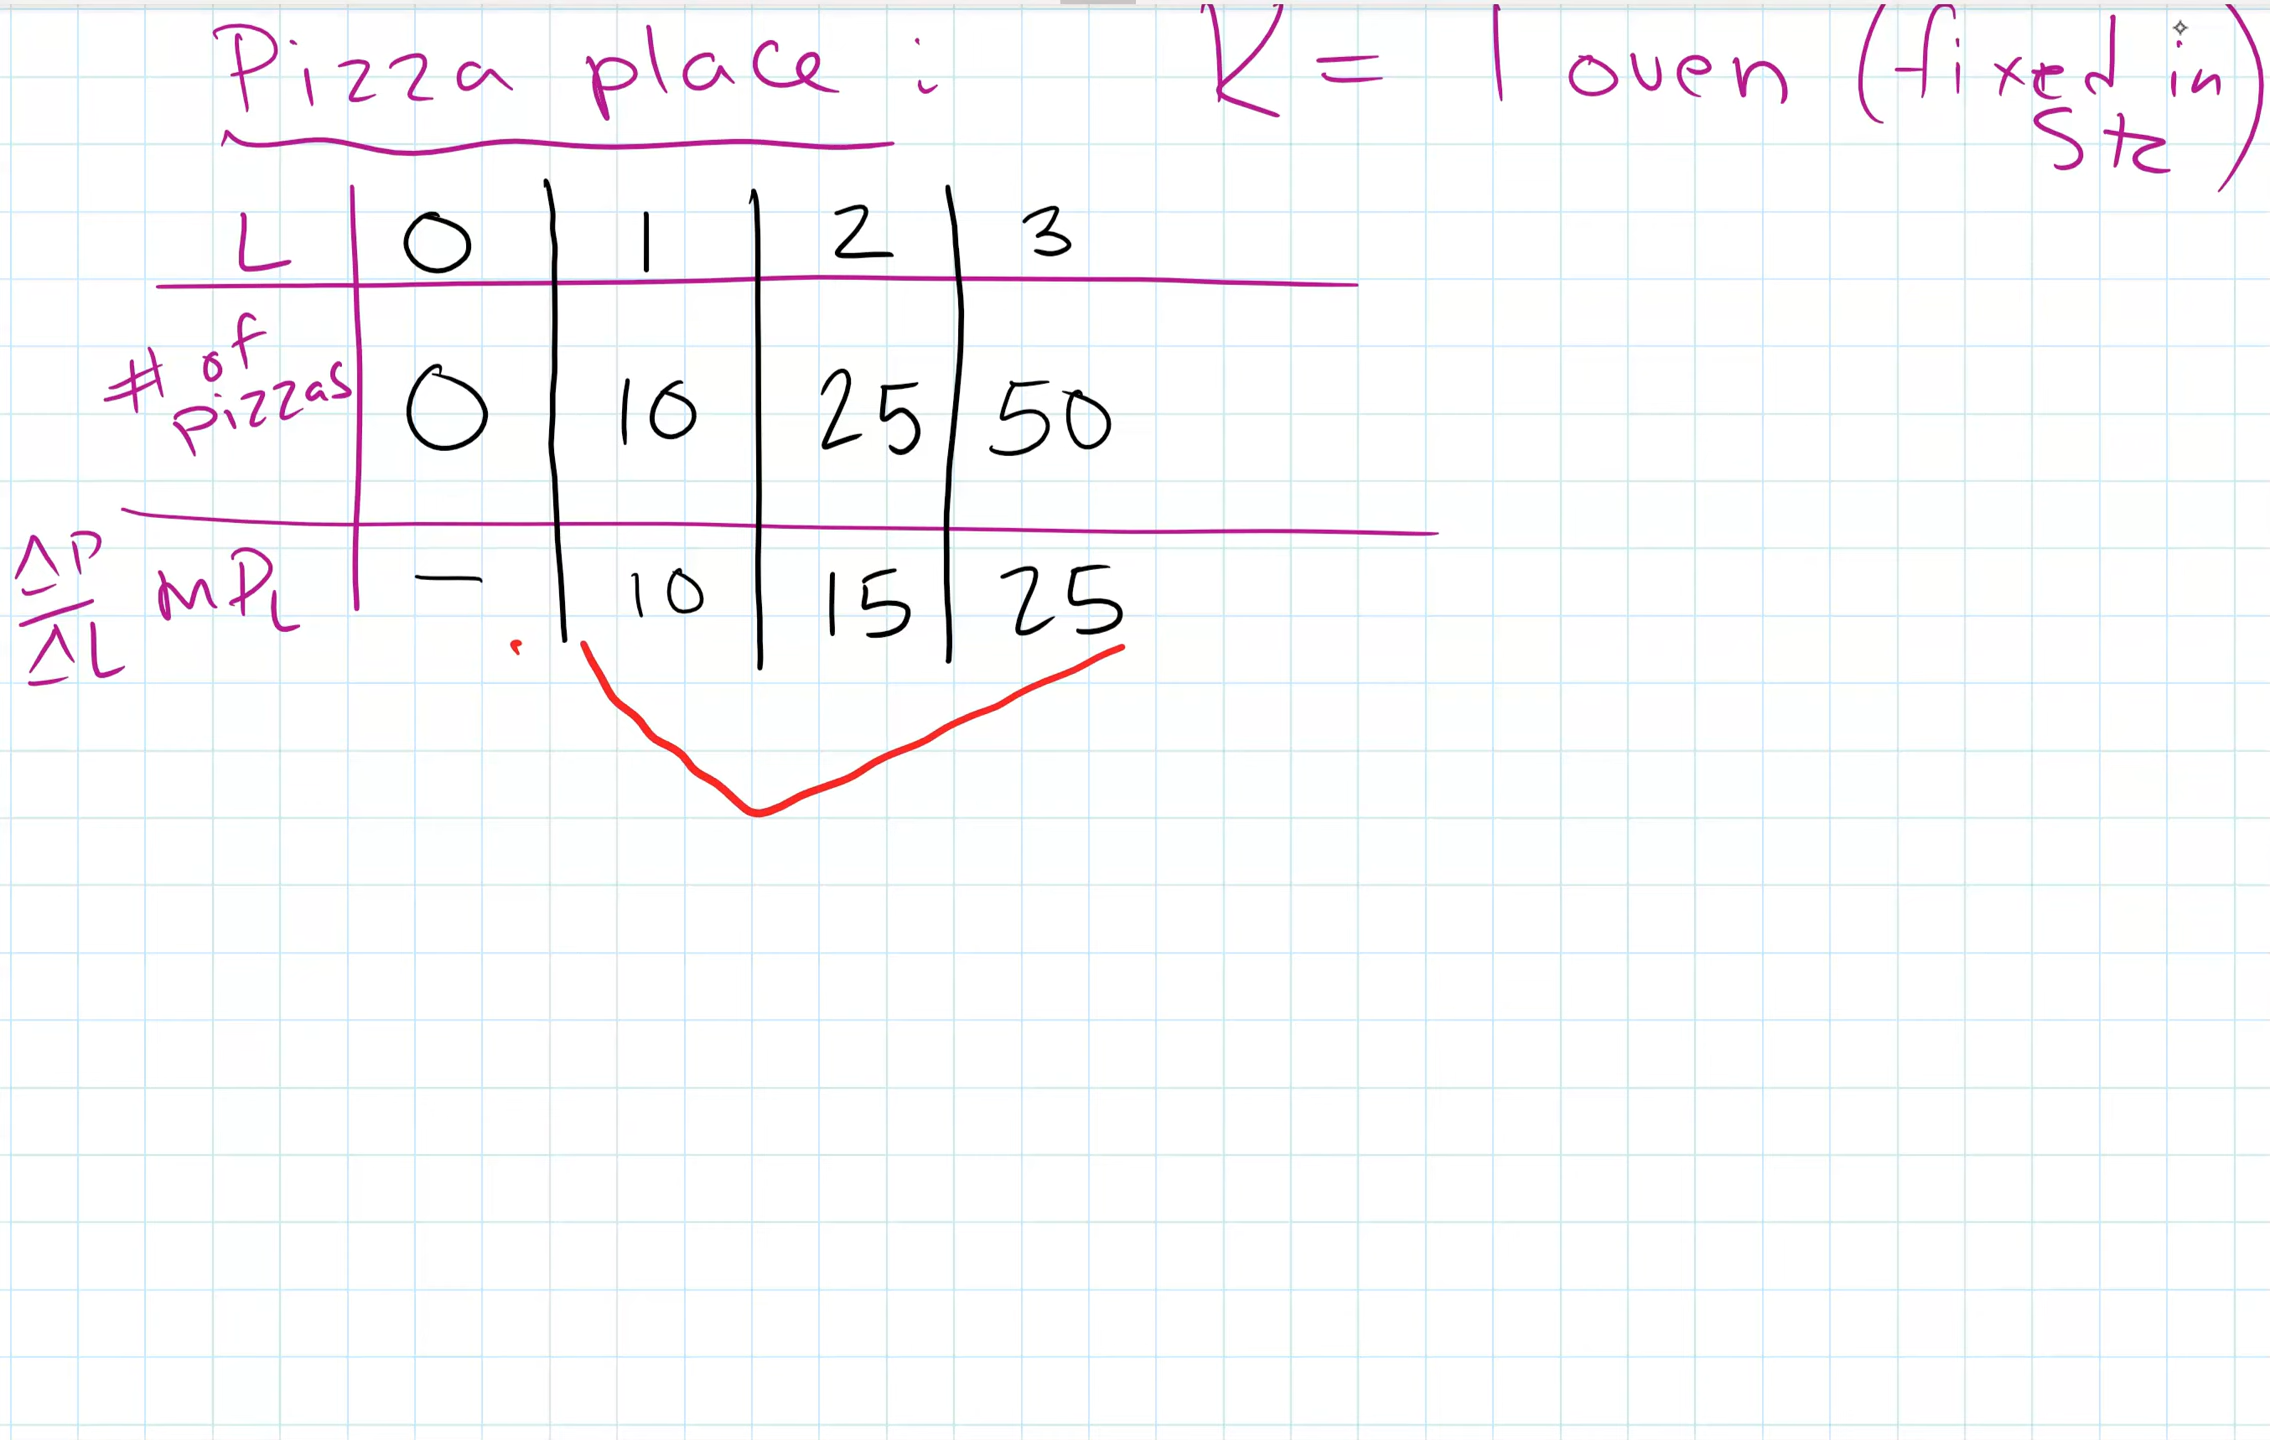 Pizza place : K = 1 oven (fixed in
StR)
L 0 1 2 3
# of pizzas 0 10 25 50
ΔP/ΔL MPL — 10 15 25